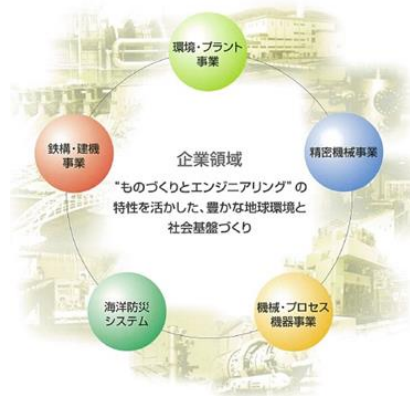 環境・プラント
事業
鉄構・建機
事業
精密機械事業
企業領域
“ものづくりとエンジニアリング”の
特性を活かした、豊かな地球環境と
社会基盤づくり
海洋防災
システム
機械・プロセス
機器事業